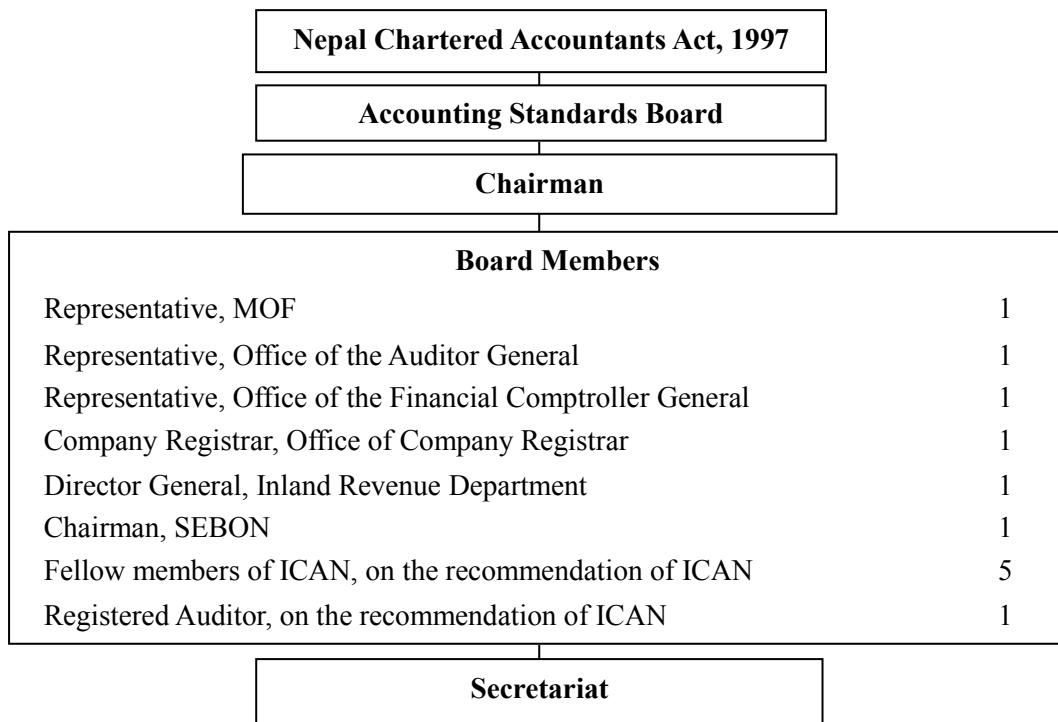 Nepal Chartered Accountants Act, 1997
Accounting Standards Board
Chairman
Board Members
Representative, MOF 1
Representative, Office of the Auditor General 1
Representative, Office of the Financial Comptroller General 1
Company Registrar, Office of Company Registrar 1
Director General, Inland Revenue Department 1
Chairman, SEBON 1
Fellow members of ICAN, on the recommendation of ICAN 5
Registered Auditor, on the recommendation of ICAN 1
Secretariat